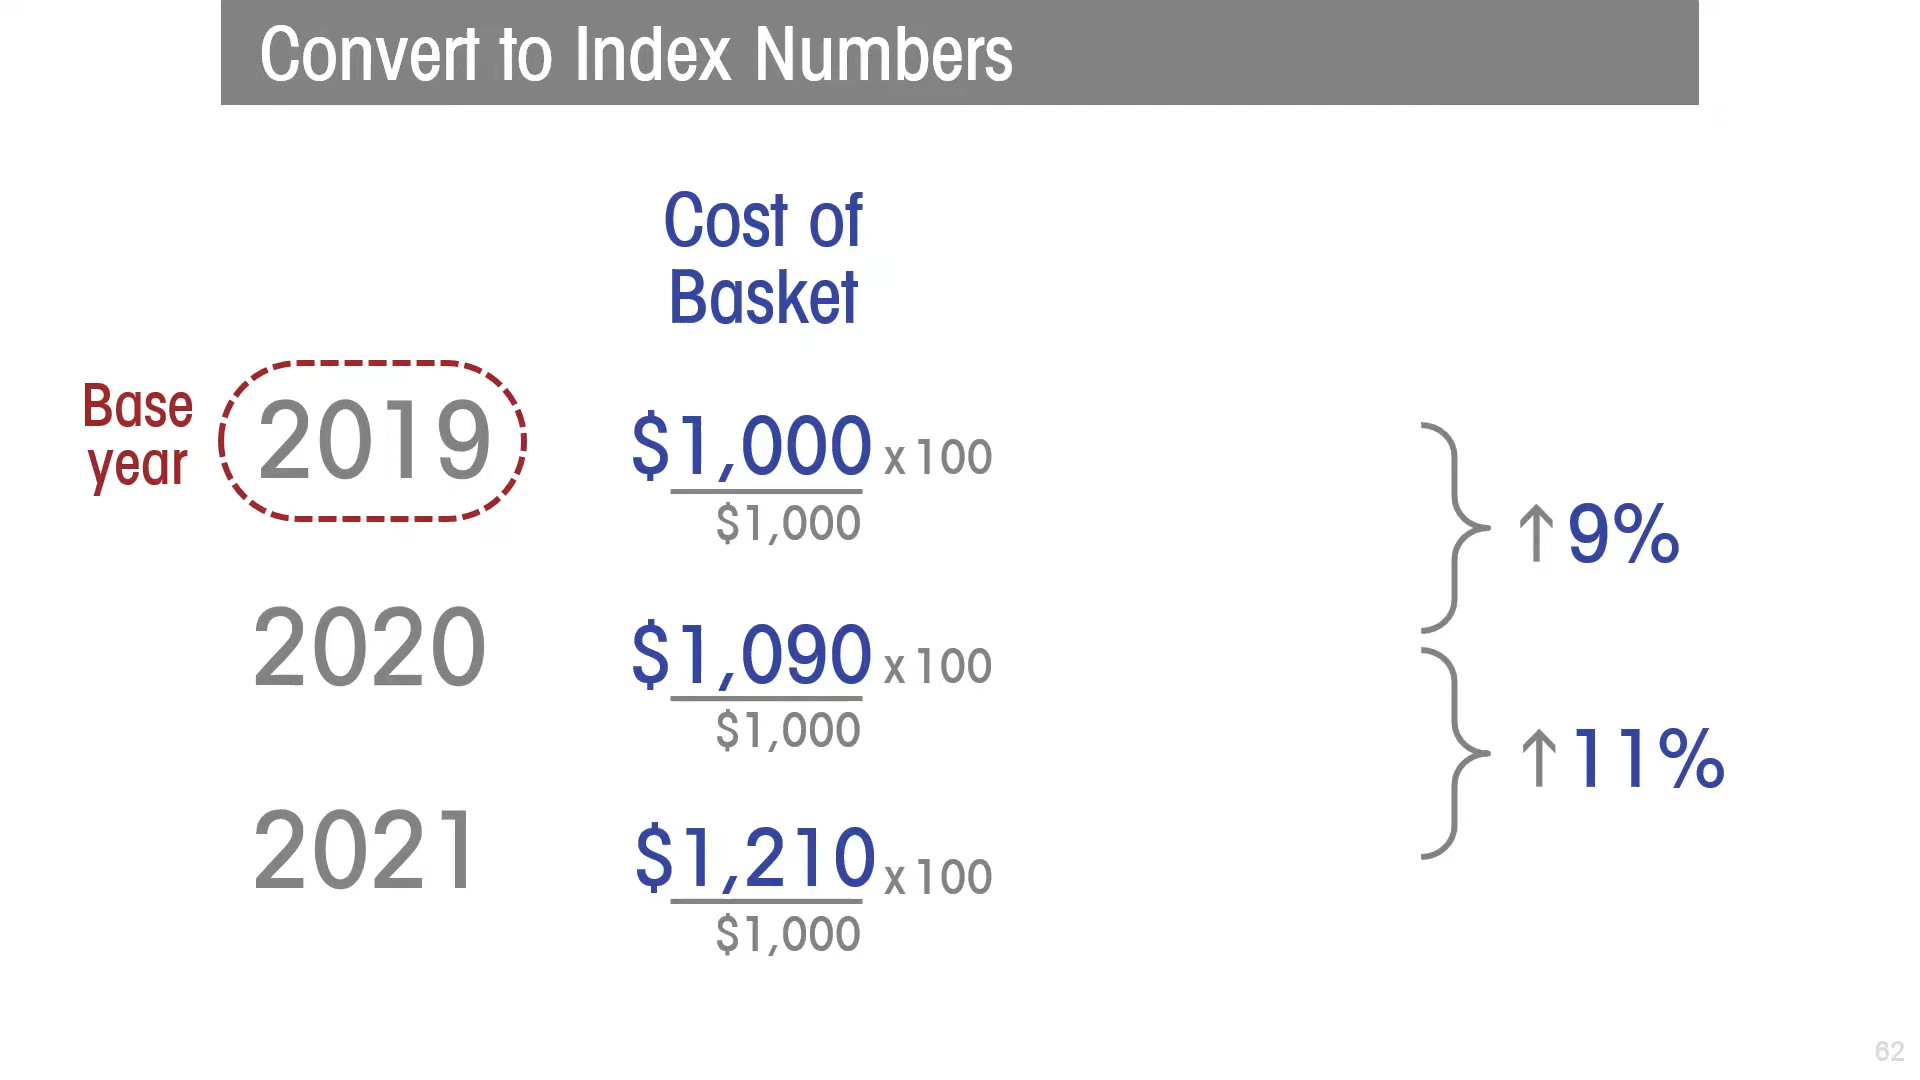 Convert to Index Numbers
Cost of
Basket
Base
year
2019
$1,000 x 100
$1,000
↑9%
2020
$1,090 x 100
$1,000
↑11%
2021
$1,210 x 100
$1,000
62